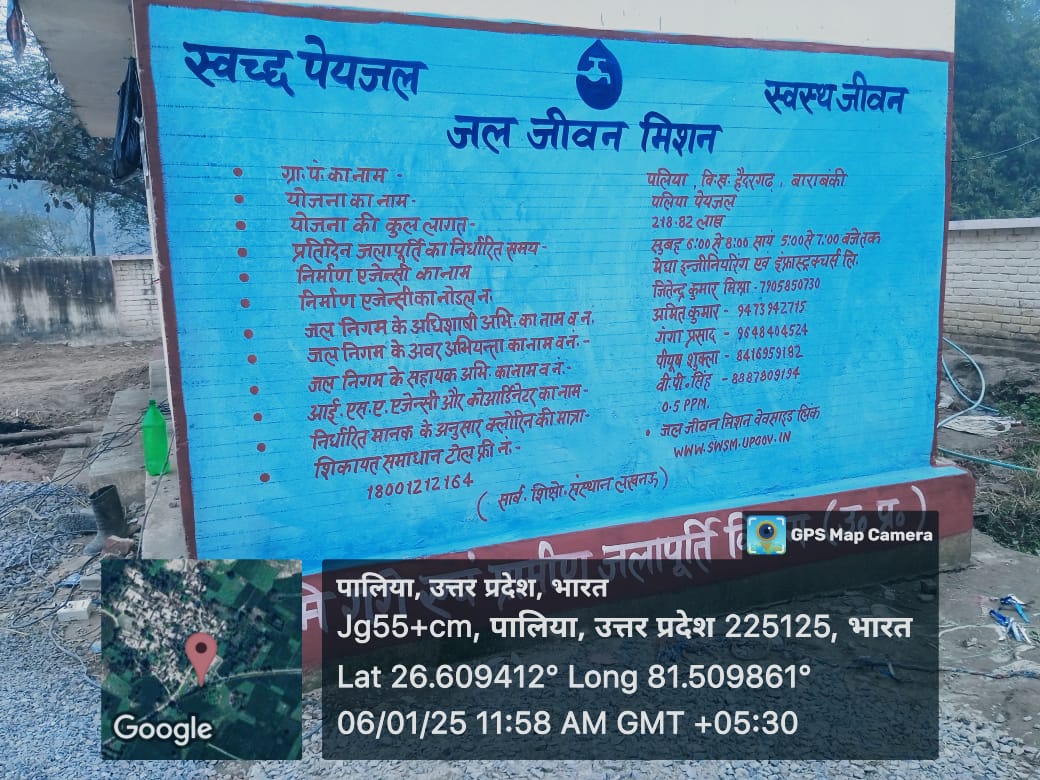 स्वच्छ पेयजल
स्वस्थ जीवन
जल जीवन मिशन
• ग्रा. पं. का नाम - पलिया, वि.ख. हैदरगढ़, बाराबंकी
• योजना का नाम - पलिया पेयजल
• योजना की कुल लागत - 218.82 लाख
• प्रतिदिन जलापूर्ति का निर्धारित समय - सुबह 6:00 से 8:00 सायं 5:00 से 7:00 बजे तक
• निर्माण एजेन्सी का नाम मेघा इन्जीनियरिंग एवं इंफ्रास्ट्रक्चर्स लि.
• निर्माण एजेन्सी का नोडल न. जितेन्द्र कुमार मिश्रा - 7905850730
• जल निगम के अधिशाषी अभि. का नाम व न. अमित कुमार - 9473942715
• जल निगम के अवर अभियन्ता का नाम व नं. - गंगा प्रसाद - 9648404524
• जल निगम के सहायक अभि. का नाम व नं. - पीयूष शुक्ला - 8416959182
• आई. एस. ए. एजेन्सी और कोआर्डिनेटर का नाम - वी. पी. सिंह - 8887809194
• निर्धारित मानक के अनुसार क्लोरिन की मात्रा - 0.5 PPM.
• शिकायत समाधान टोल फ्री नं. - • जल जीवन मिशन वेवसाइड लिंक
18001212164 WWW.SWSM.UPGOV.IN
( सार्व. शिक्षो. संस्थान लखनऊ )
गंगे एवं ग्रामीण जलापूर्ति (उ० प्र०)
GPS Map Camera
पालिया, उत्तर प्रदेश, भारत
Jg55+cm, पालिया, उत्तर प्रदेश 225125, भारत
Lat 26.609412° Long 81.509861°
06/01/25 11:58 AM GMT +05:30
Google